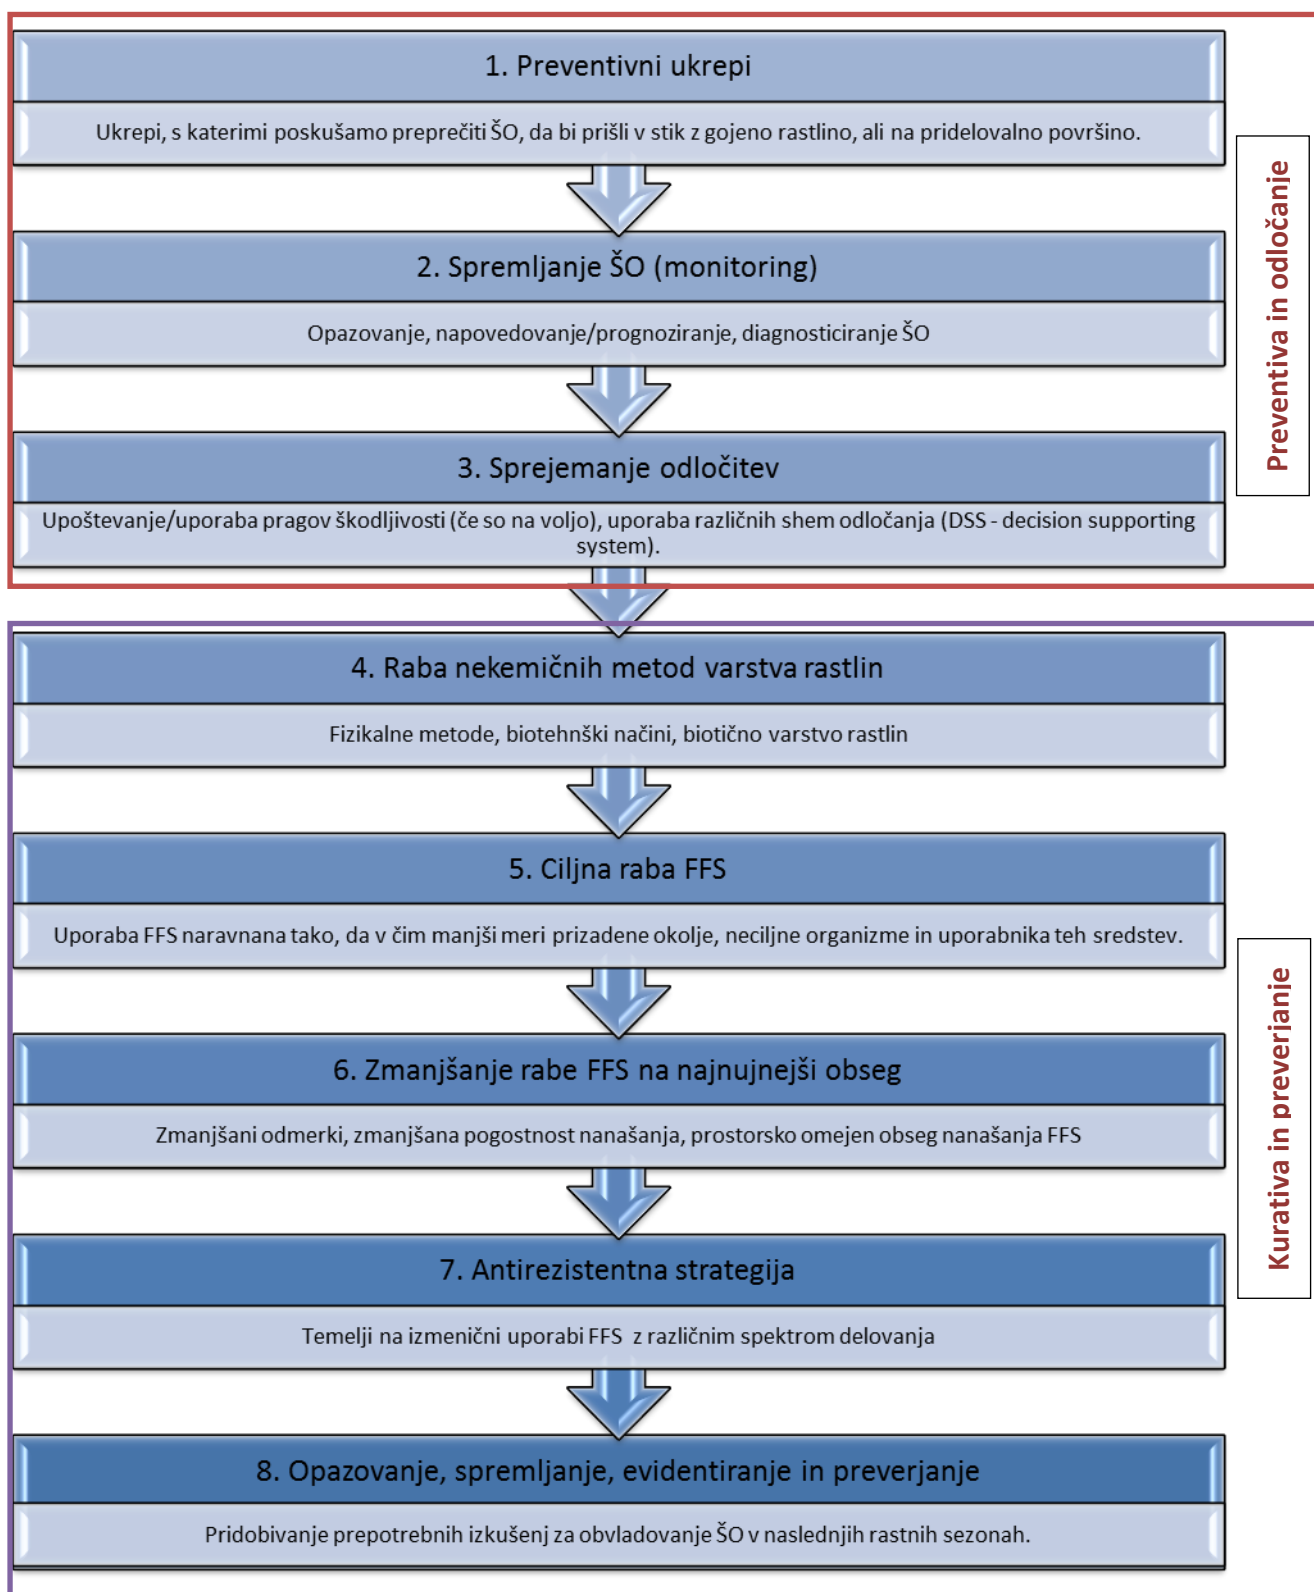 1. Preventivni ukrepi
Ukrepi, s katerimi poskušamo preprečiti ŠO, da bi prišli v stik z gojeno rastlino, ali na pridelovalno površino.
2. Spremljanje ŠO (monitoring)
Opazovanje, napovedovanje/prognoziranje, diagnosticiranje ŠO
3. Sprejemanje odločitev
Upoštevanje/uporaba pragov škodljivosti (če so na voljo), uporaba različnih shem odločanja (DSS - decision supporting
system).
Preventiva in odločanje
4. Raba nekemičnih metod varstva rastlin
Fizikalne metode, biotehnški načini, biotično varstvo rastlin
5. Ciljna raba FFS
Uporaba FFS naravnana tako, da v čim manjši meri prizadene okolje, neciljne organizme in uporabnika teh sredstev.
6. Zmanjšanje rabe FFS na najnujnejši obseg
Zmanjšani odmerki, zmanjšana pogostnost nanašanja, prostorsko omejen obseg nanašanja FFS
7. Antirezistentna strategija
Temelji na izmenični uporabi FFS z različnim spektrom delovanja
8. Opazovanje, spremljanje, evidentiranje in preverjanje
Pridobivanje prepotrebnih izkušenj za obvladovanje ŠO v naslednjih rastnih sezonah.
Kurativa in preverjanje